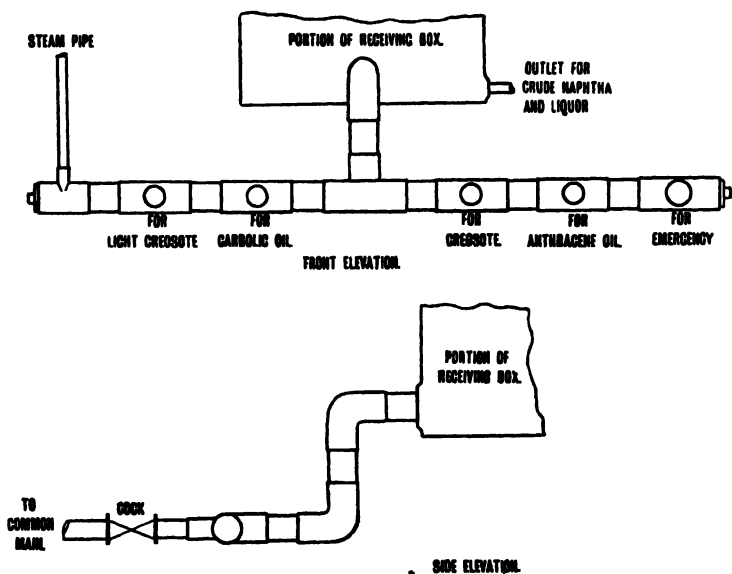 STEAM PIPE
PORTION OF RECEIVING BOX.
OUTLET FOR
CRUDE NAPHTHA
AND LIQUOR
FOR
LIGHT CREOSOTE
FOR
CARBOLIC OIL.
FOR
CREOSOTE.
FOR
ANTHRACENE OIL.
FOR
EMERGENCY
FRONT ELEVATION.
PORTION OF
RECEIVING BOX.
TO
COMMON
MAIN.
COCK
SIDE ELEVATION.